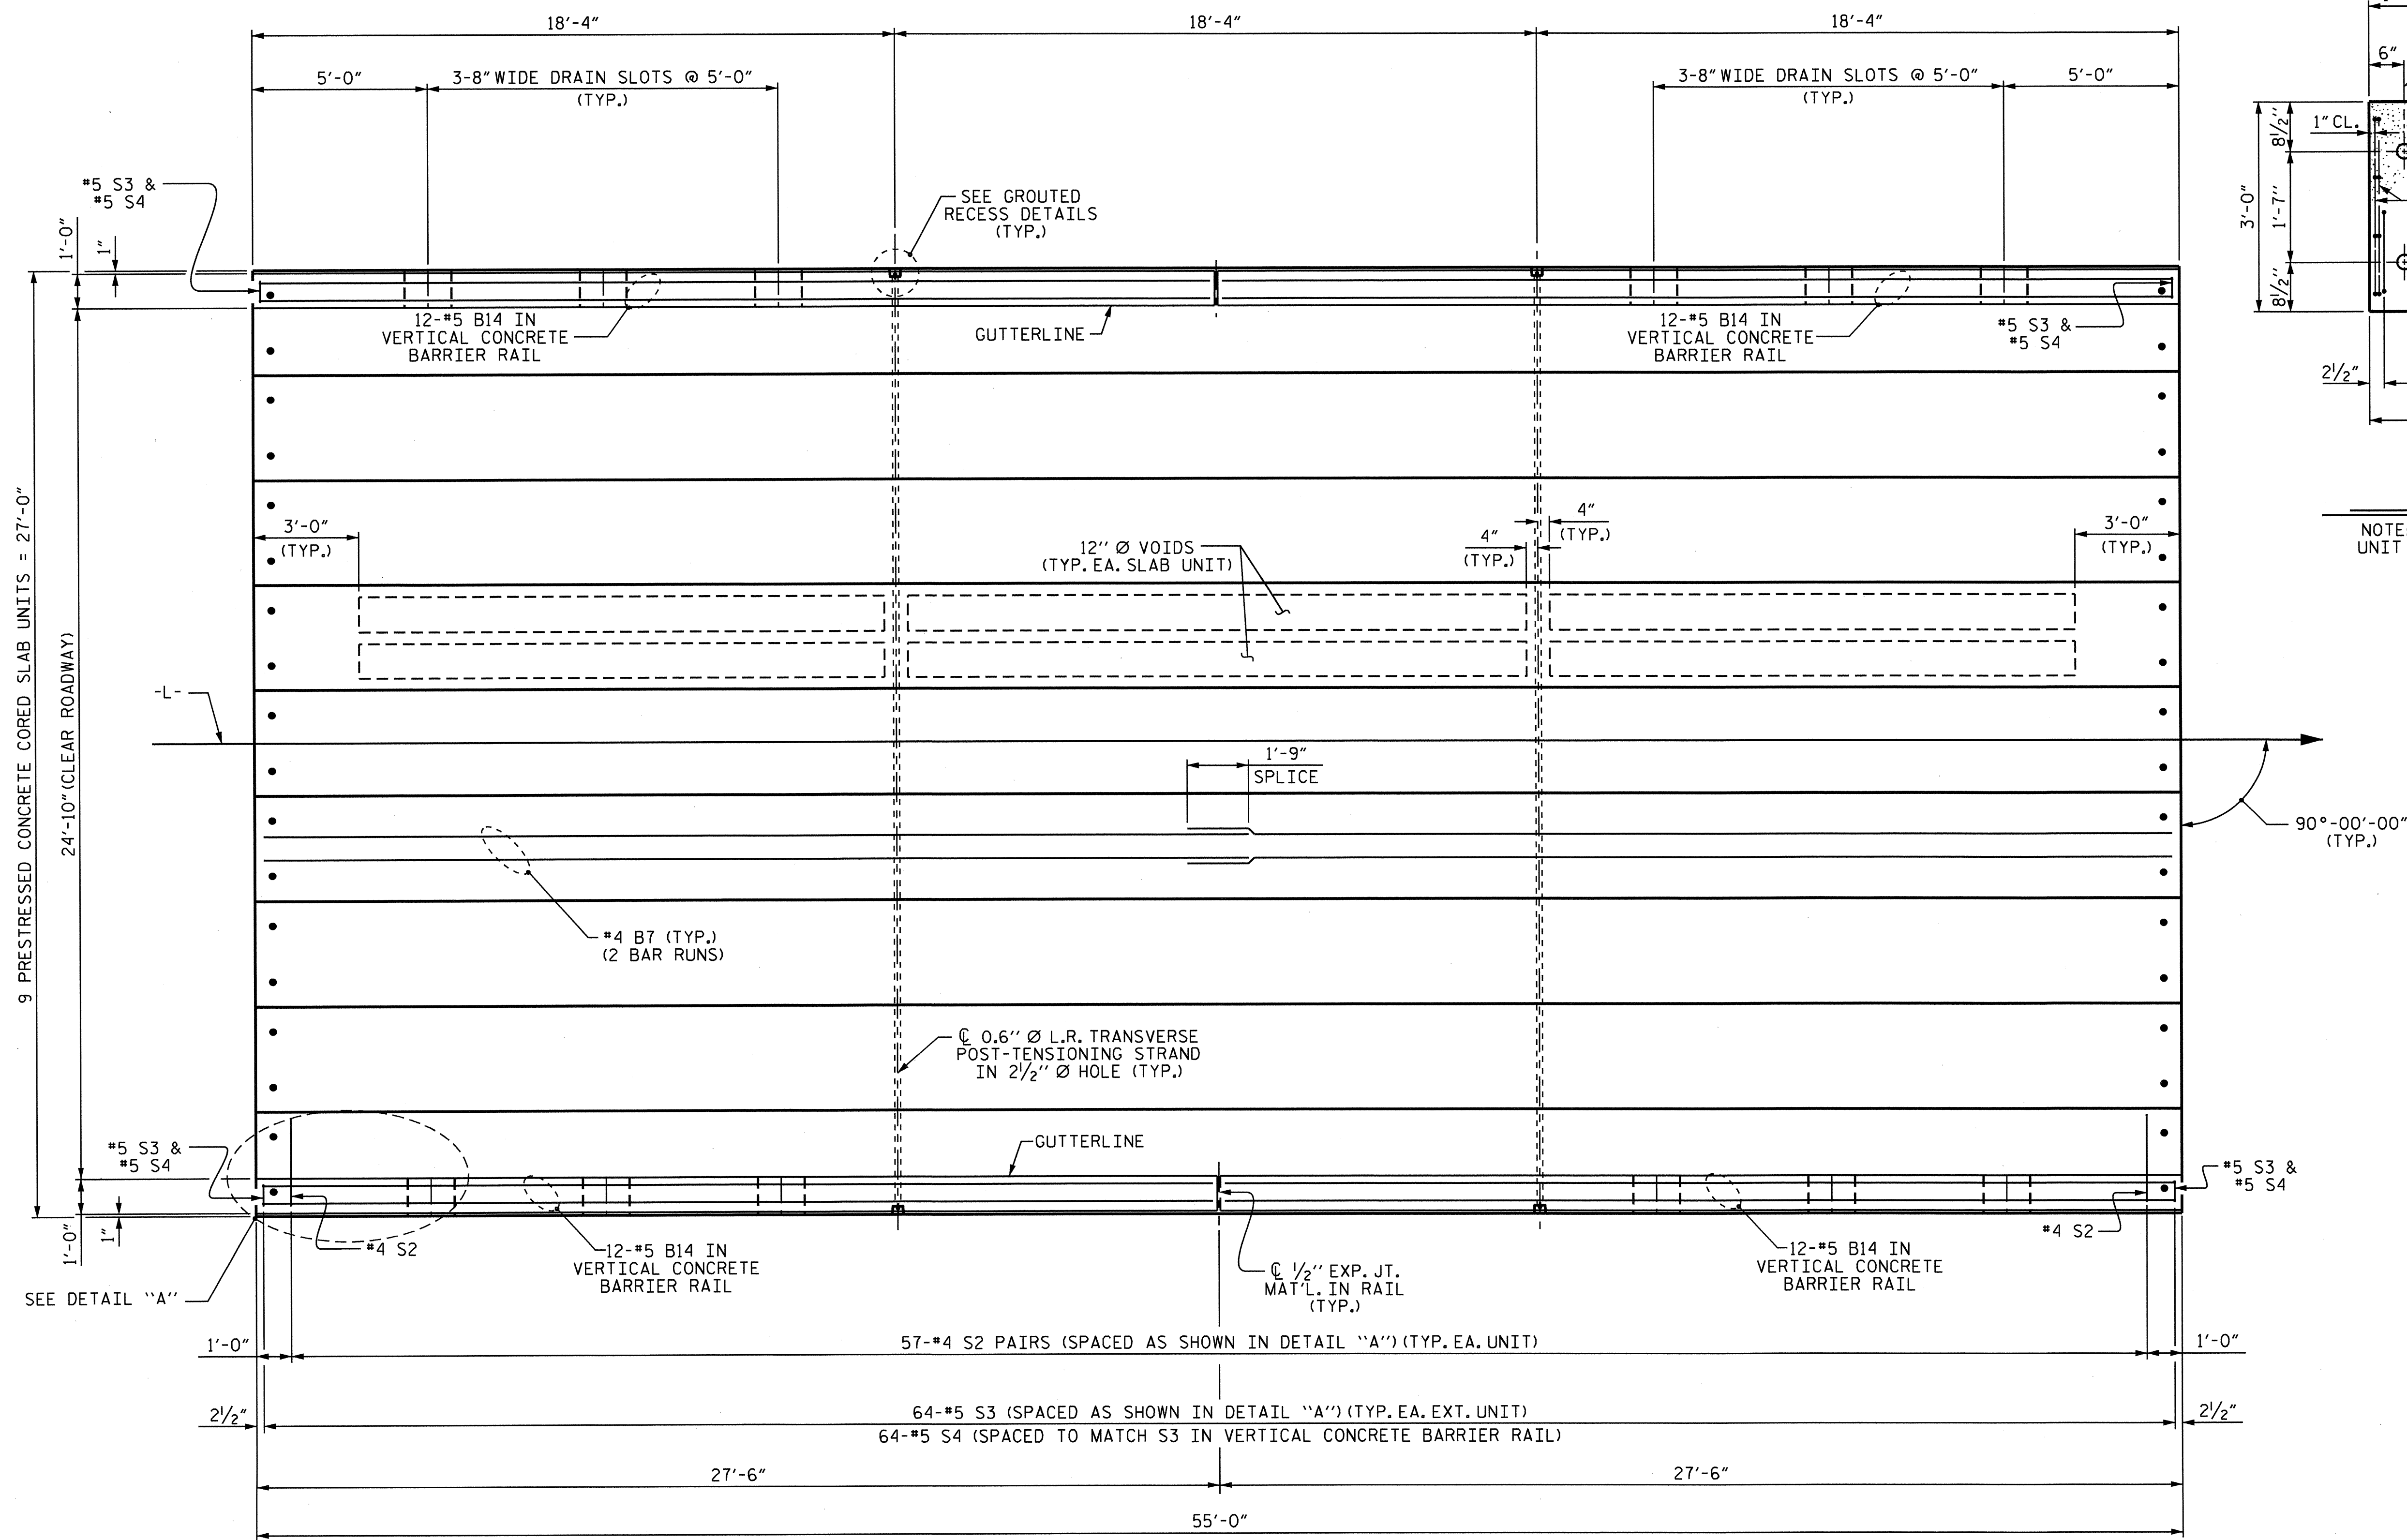 18'-4"
18'-4"
18'-4"
5'-0"
3-8" WIDE DRAIN SLOTS @ 5'-0"
(TYP.)
3-8" WIDE DRAIN SLOTS @ 5'-0"
(TYP.)
5'-0"
6"
#5 S3 &
#5 S4
1'-0"
1"
SEE GROUTED
RECESS DETAILS
(TYP.)
3'-0"
8½"
1" CL.
1'-7"
8½"
2½"
12-#5 B14 IN
VERTICAL CONCRETE
BARRIER RAIL
GUTTERLINE
12-#5 B14 IN
VERTICAL CONCRETE
BARRIER RAIL
#5 S3 &
#5 S4
9 PRESTRESSED CONCRETE CORED SLAB UNITS = 27'-0"
24'-10" (CLEAR ROADWAY)
3'-0"
(TYP.)
12" Ø VOIDS
(TYP. EA. SLAB UNIT)
4"
(TYP.)
4"
(TYP.)
3'-0"
(TYP.)
NOTE:
UNIT
-L-
1'-9"
SPLICE
90°-00'-00"
(TYP.)
#4 B7 (TYP.)
(2 BAR RUNS)
℄ 0.6" Ø L.R. TRANSVERSE
POST-TENSIONING STRAND
IN 2½" Ø HOLE (TYP.)
#5 S3 &
#5 S4
GUTTERLINE
#5 S3 &
#5 S4
1'-0"
1"
#4 S2
12-#5 B14 IN
VERTICAL CONCRETE
BARRIER RAIL
℄ ½" EXP. JT.
MAT'L. IN RAIL
(TYP.)
12-#5 B14 IN
VERTICAL CONCRETE
BARRIER RAIL
#4 S2
SEE DETAIL "A"
1'-0"
57-#4 S2 PAIRS (SPACED AS SHOWN IN DETAIL "A") (TYP. EA. UNIT)
1'-0"
2½"
64-#5 S3 (SPACED AS SHOWN IN DETAIL "A") (TYP. EA. EXT. UNIT)
64-#5 S4 (SPACED TO MATCH S3 IN VERTICAL CONCRETE BARRIER RAIL)
2½"
27'-6"
27'-6"
55'-0"